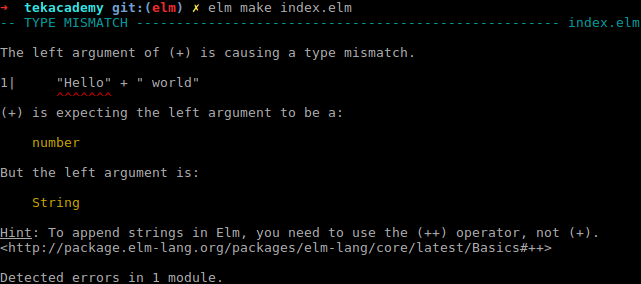 → tekacademy git:(elm) ✗ elm make index.elm
-- TYPE MISMATCH ------------------------------------------------------ index.elm
The left argument of (+) is causing a type mismatch.
1|     "Hello" + " world"
       ^^^^^^^
(+) is expecting the left argument to be a:
    number
But the left argument is:
    String
Hint: To append strings in Elm, you need to use the (++) operator, not (+).
<http://package.elm-lang.org/packages/elm-lang/core/latest/Basics#++>
Detected errors in 1 module.